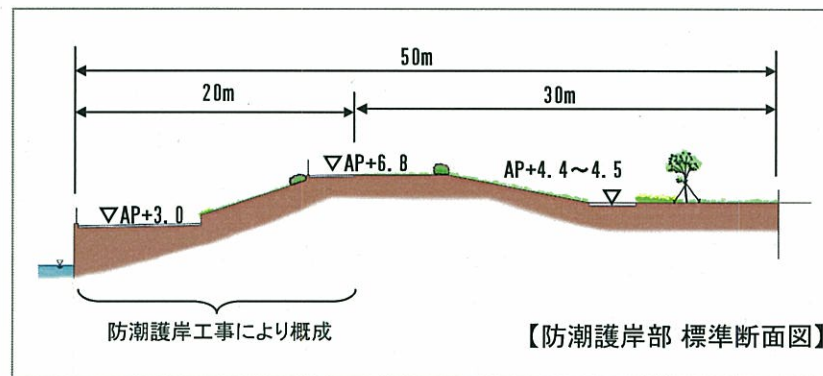 50m
20m
30m
▽AP+6.8
AP+4.4～4.5
▽
▽AP+3.0
▽
防潮護岸工事により概成
【防潮護岸部 標準断面図】